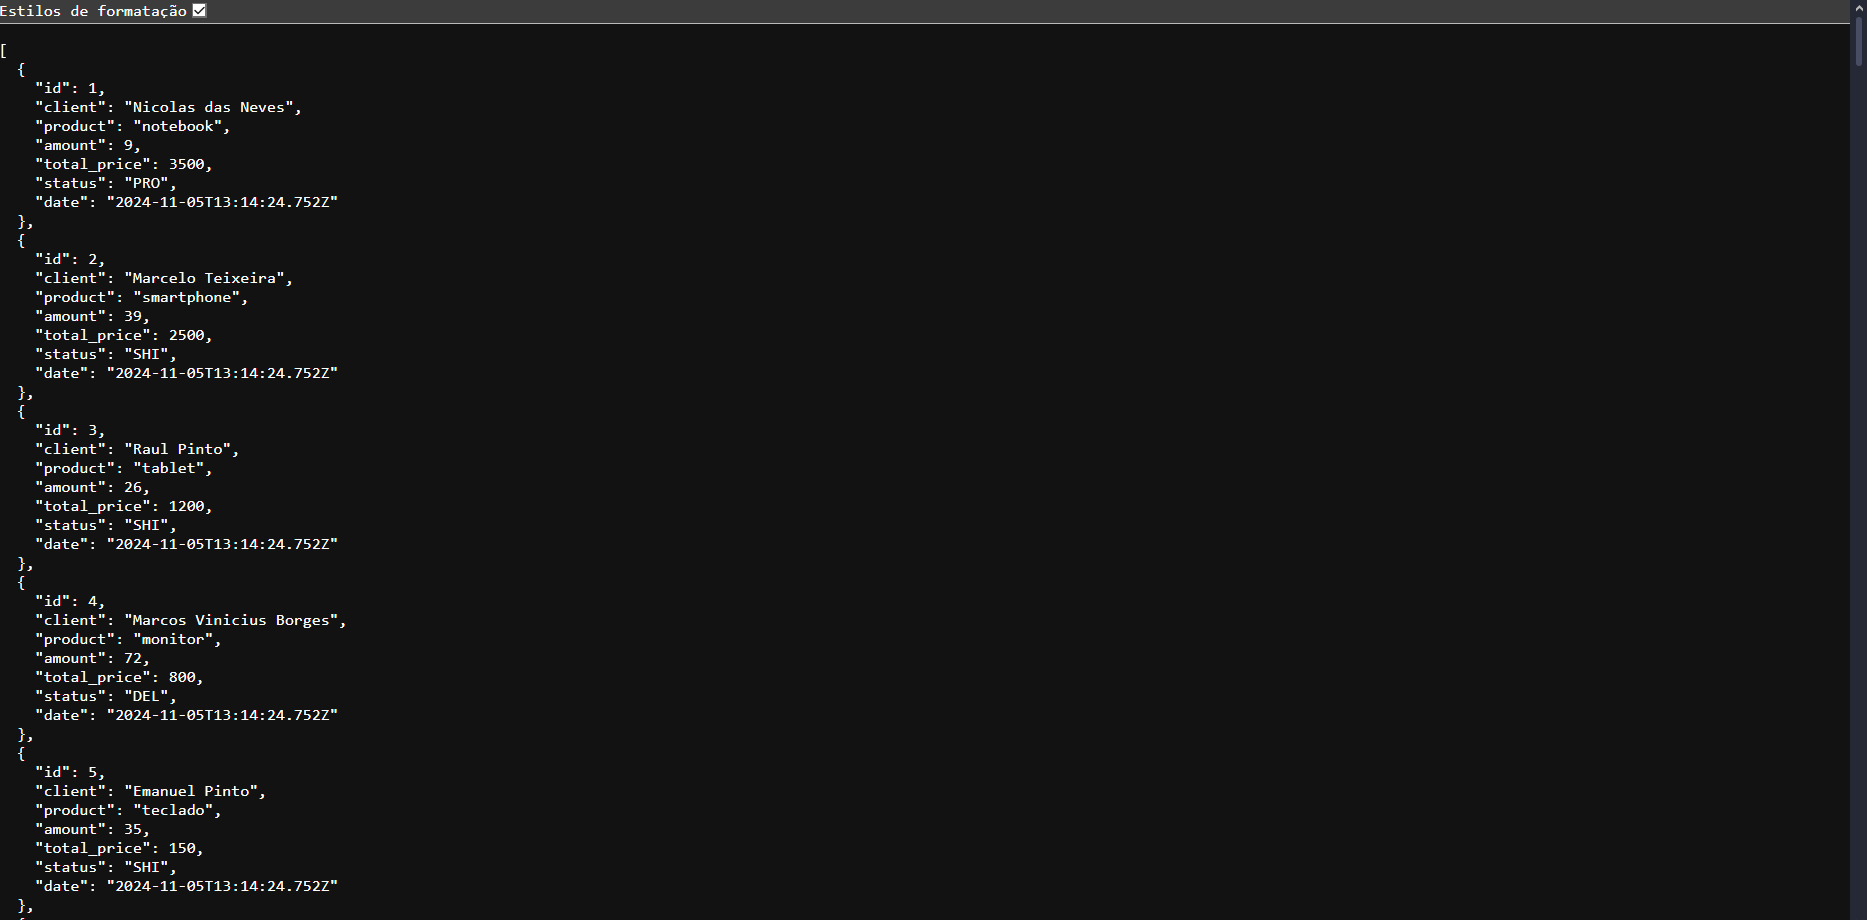 Estilos de formatação
[
  {
    "id": 1,
    "client": "Nicolas das Neves",
    "product": "notebook",
    "amount": 9,
    "total_price": 3500,
    "status": "PRO",
    "date": "2024-11-05T13:14:24.752Z"
  },
  {
    "id": 2,
    "client": "Marcelo Teixeira",
    "product": "smartphone",
    "amount": 39,
    "total_price": 2500,
    "status": "SHI",
    "date": "2024-11-05T13:14:24.752Z"
  },
  {
    "id": 3,
    "client": "Raul Pinto",
    "product": "tablet",
    "amount": 26,
    "total_price": 1200,
    "status": "SHI",
    "date": "2024-11-05T13:14:24.752Z"
  },
  {
    "id": 4,
    "client": "Marcos Vinicius Borges",
    "product": "monitor",
    "amount": 72,
    "total_price": 800,
    "status": "DEL",
    "date": "2024-11-05T13:14:24.752Z"
  },
  {
    "id": 5,
    "client": "Emanuel Pinto",
    "product": "teclado",
    "amount": 35,
    "total_price": 150,
    "status": "SHI",
    "date": "2024-11-05T13:14:24.752Z"
  },